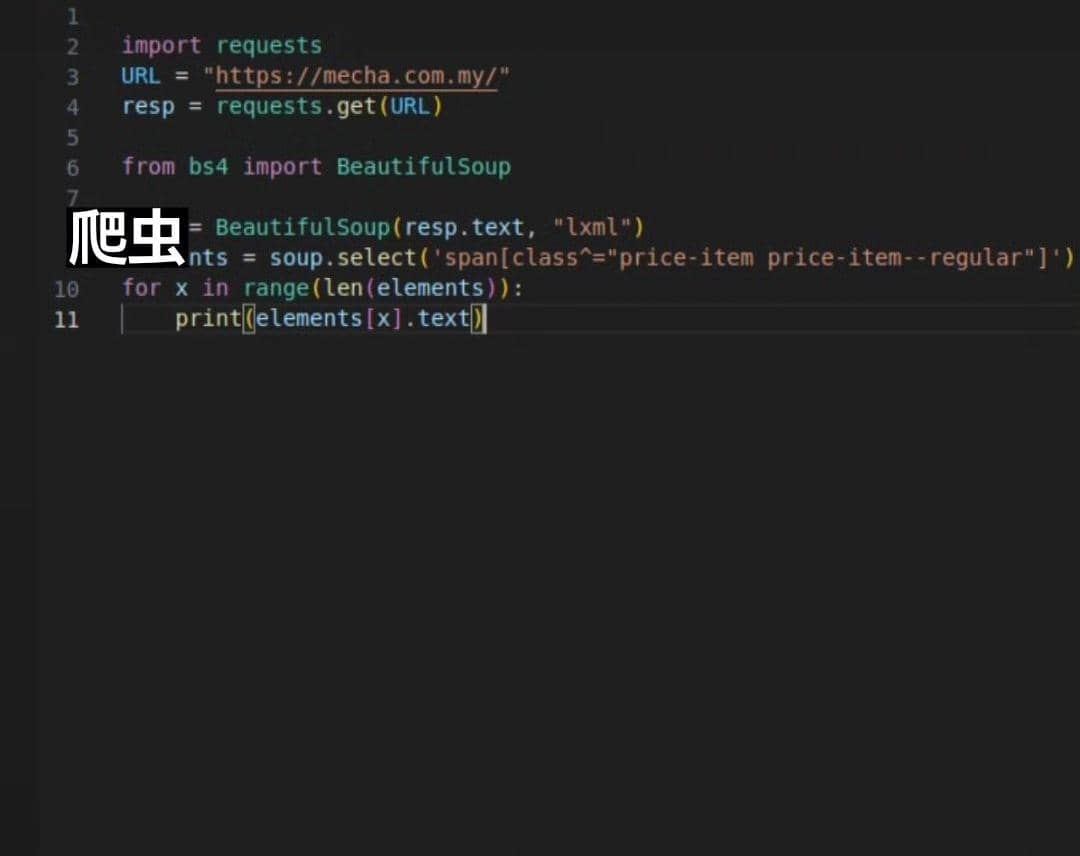 1
2 import requests
3 URL = "https://mecha.com.my/"
4 resp = requests.get(URL)
5
6 from bs4 import BeautifulSoup
7
爬虫 = BeautifulSoup(resp.text, "lxml")
nts = soup.select('span[class^="price-item price-item--regular"]')
10 for x in range(len(elements)):
11 print(elements[x].text)